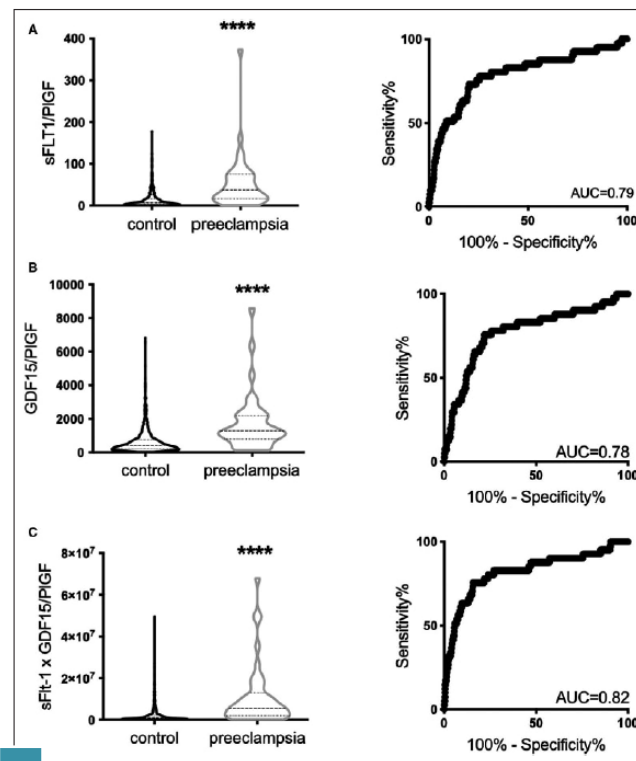 A
****
400
300
200
100
0
sFLT1/PlGF
control
preeclampsia
100
50
0
Sensitivity%
AUC=0.79
0
50
100
100% - Specificity%
B
****
10000
8000
6000
4000
2000
0
GDF15/PlGF
control
preeclampsia
100
50
0
Sensitivity%
AUC=0.78
0
50
100
100% - Specificity%
C
****
8×10⁷
6×10⁷
4×10⁷
2×10⁷
0
sFlt-1 x GDF15/PlGF
control
preeclampsia
100
50
0
Sensitivity%
AUC=0.82
0
50
100
100% - Specificity%